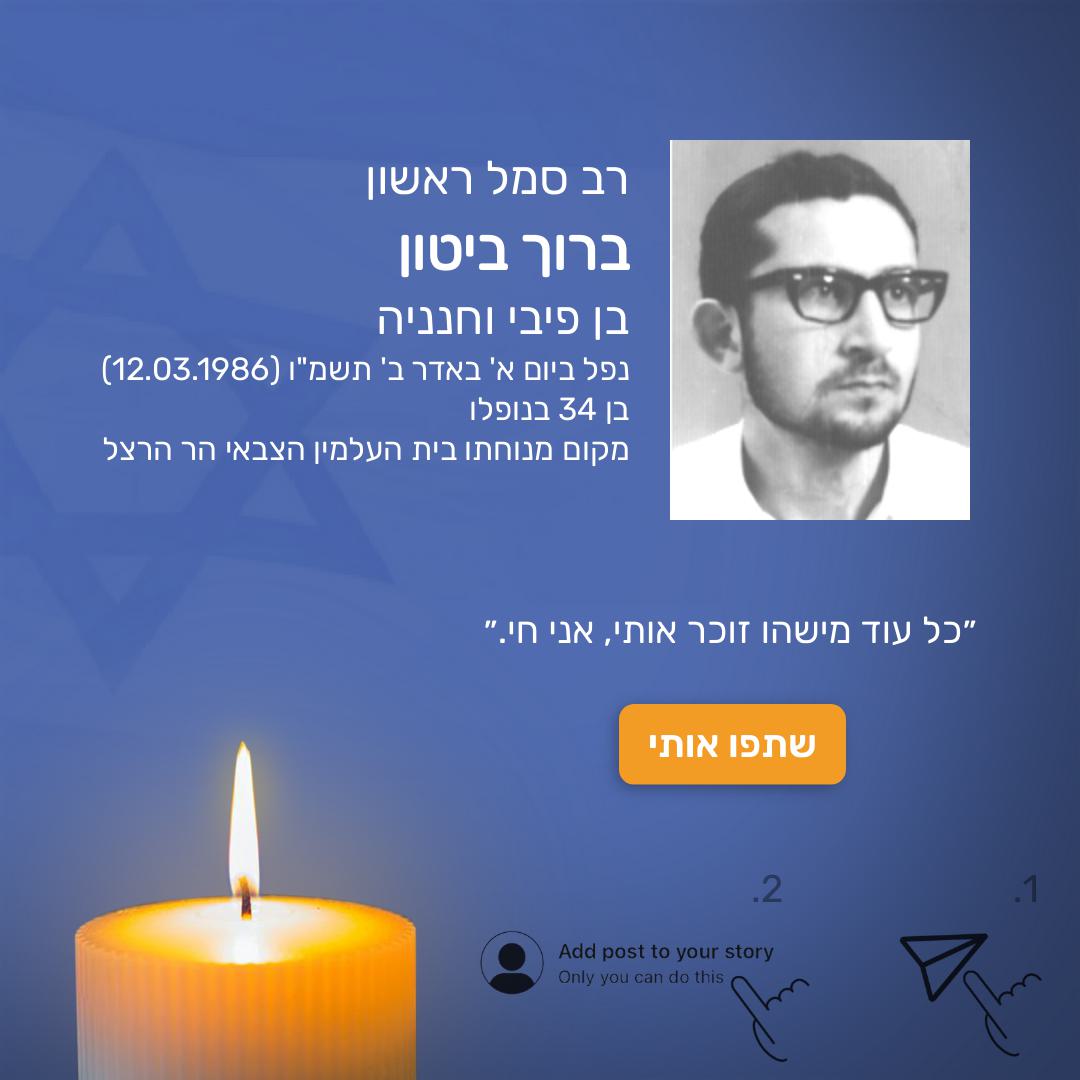 רב סמל ראשון
ברוך ביטון
בן פיבי וחנניה
נפל ביום א' באדר ב' תשמ"ו (12.03.1986)
בן 34 בנופלו
מקום מנוחתו בית העלמין הצבאי הר הרצל
״כל עוד מישהו זוכר אותי, אני חי.״
שתפו אותי
.1
.2
Add post to your story
Only you can do this